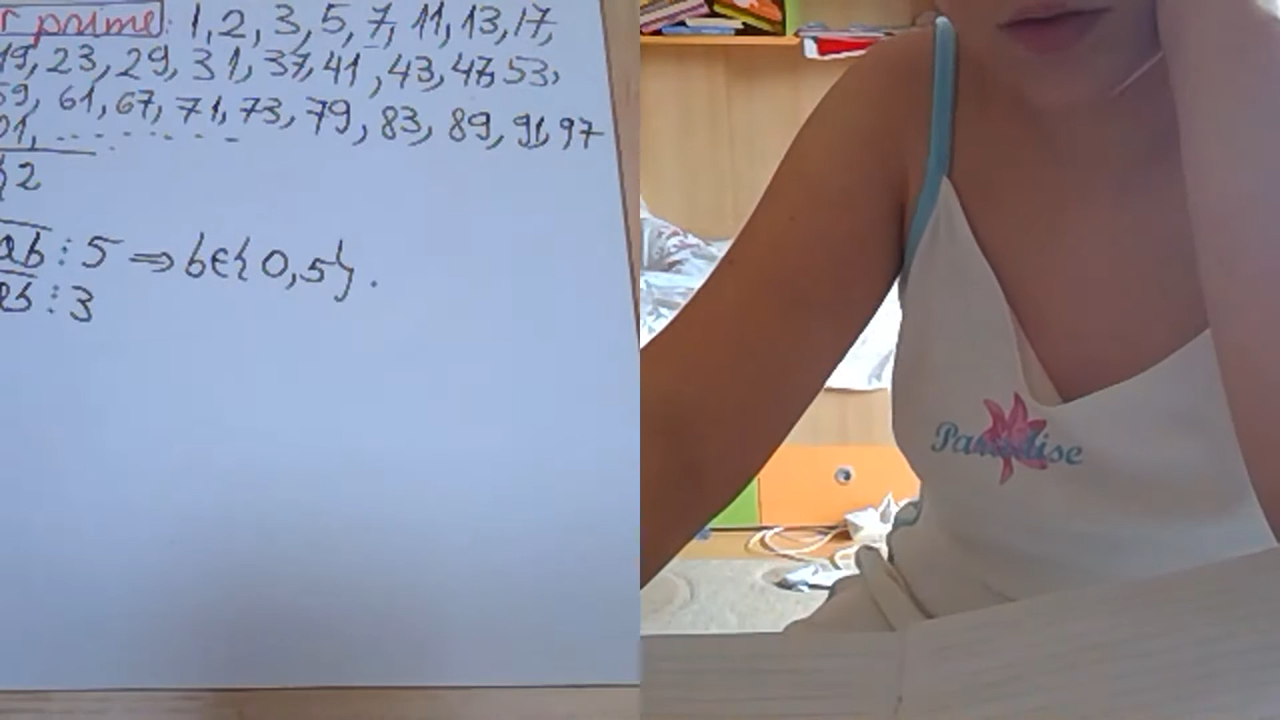 r prime: 1, 2, 3, 5, 7, 11, 13, 17,
19, 23, 29, 31, 37, 41, 43, 47, 53,
59, 61, 67, 71, 73, 79, 83, 89, 91, 97
01, .........
2
ab ⋮ 5 ⇒ b∈{0,5}.
⋮ 3
Paradise